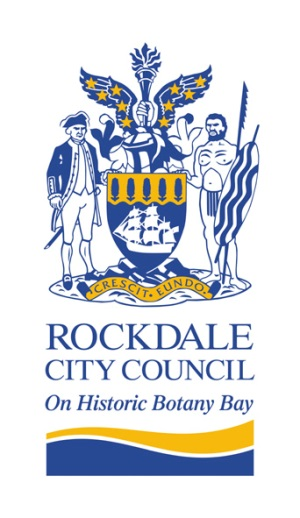 CRESCIT · EUNDO
ROCKDALE
CITY COUNCIL
On Historic Botany Bay